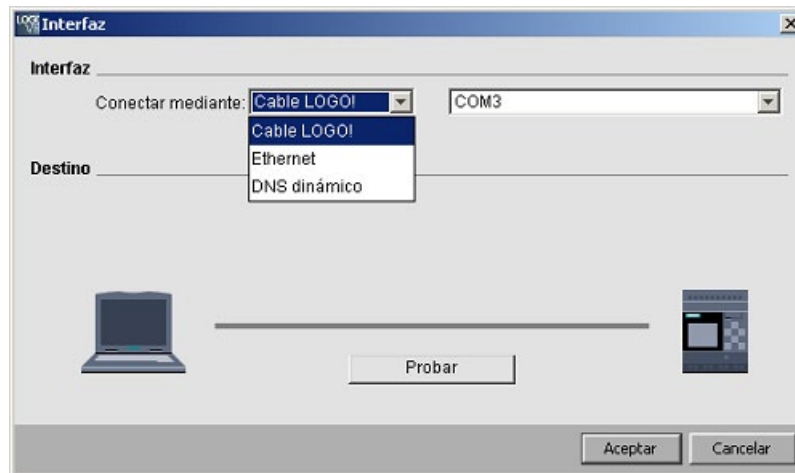 Interfaz
Interfaz
Conectar mediante: Cable LOGO! COM3
Cable LOGO!
Ethernet
DNS dinámico
Destino
Probar
Aceptar Cancelar